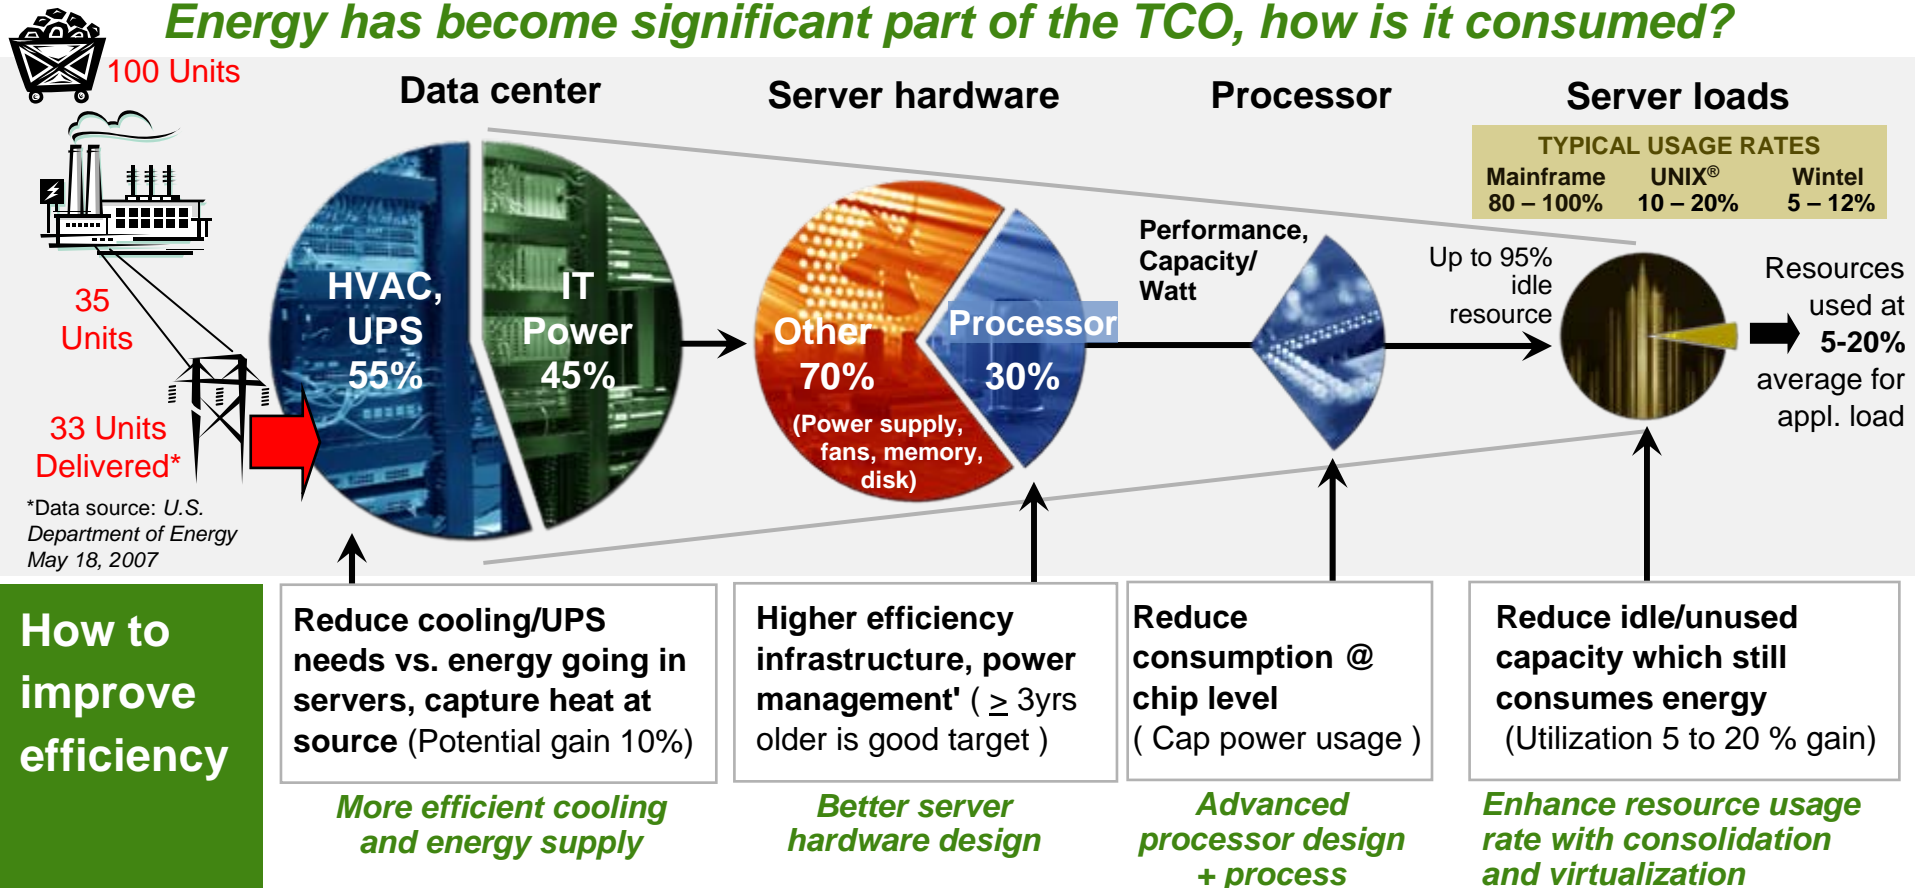 Energy has become significant part of the TCO, how is it consumed?
100 Units
35
Units
33 Units
Delivered*
*Data source: U.S.
Department of Energy
May 18, 2007
Data center
HVAC,
UPS
55%
IT
Power
45%
Server hardware
Other
70%
(Power supply,
fans, memory,
disk)
Processor
30%
Processor
Performance,
Capacity/
Watt
Server loads
TYPICAL USAGE RATES
Mainframe UNIX® Wintel
80 – 100% 10 – 20% 5 – 12%
Up to 95%
idle
resource
Resources
used at
5-20%
average for
appl. load
How to
improve
efficiency
Reduce cooling/UPS
needs vs. energy going in
servers, capture heat at
source (Potential gain 10%)
More efficient cooling
and energy supply
Higher efficiency
infrastructure, power
management' ( ≥ 3yrs
older is good target )
Better server
hardware design
Reduce
consumption @
chip level
( Cap power usage )
Advanced
processor design
+ process
Reduce idle/unused
capacity which still
consumes energy
(Utilization 5 to 20 % gain)
Enhance resource usage
rate with consolidation
and virtualization